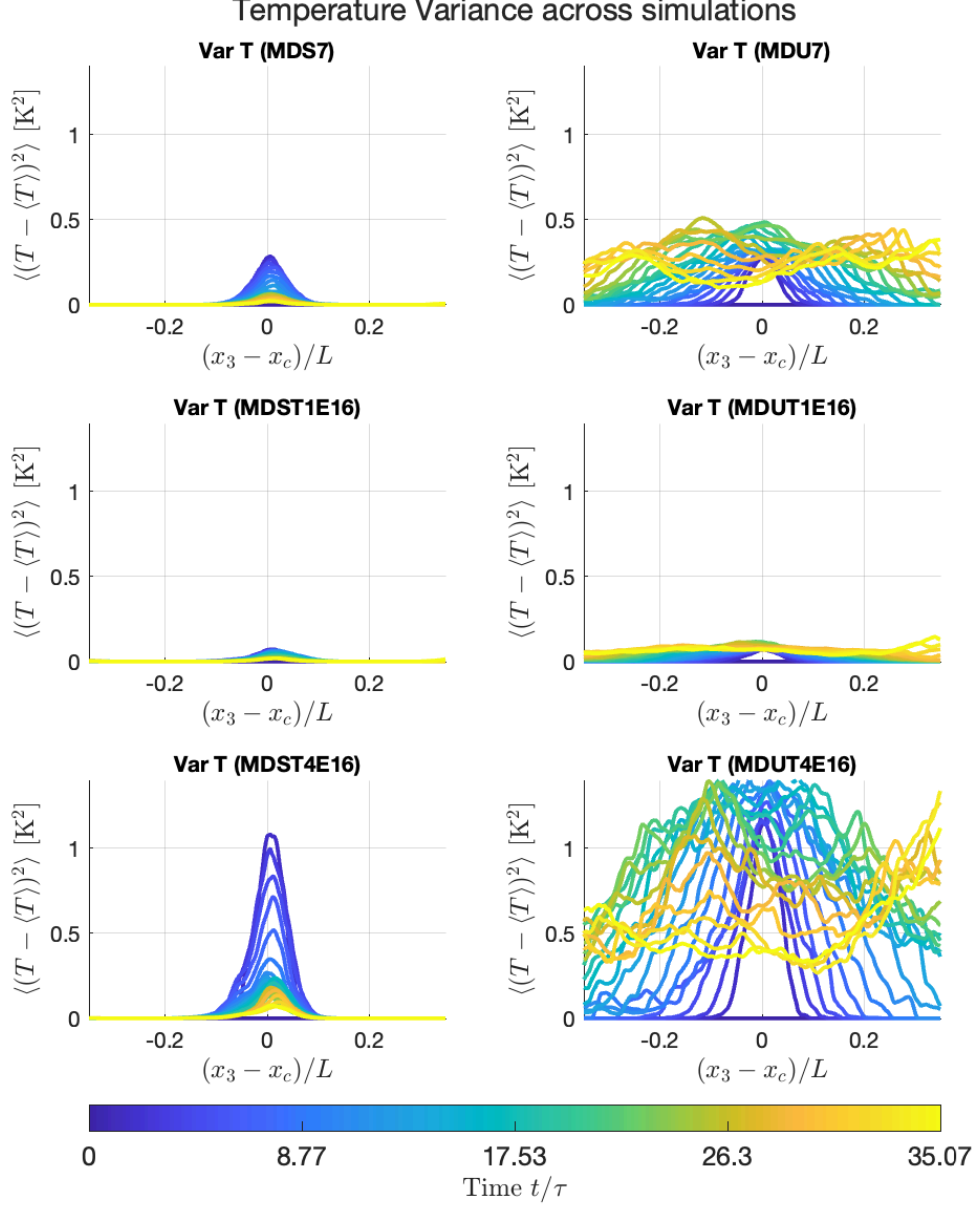 Temperature Variance across simulations
Var T (MDS7)
⟨(T − ⟨T⟩)²⟩ [K²]
1
0.5
0
-0.2 0 0.2
(x₃ − x_c)/L
Var T (MDU7)
⟨(T − ⟨T⟩)²⟩ [K²]
1
0.5
0
-0.2 0 0.2
(x₃ − x_c)/L
Var T (MDST1E16)
⟨(T − ⟨T⟩)²⟩ [K²]
1
0.5
0
-0.2 0 0.2
(x₃ − x_c)/L
Var T (MDUT1E16)
⟨(T − ⟨T⟩)²⟩ [K²]
1
0.5
0
-0.2 0 0.2
(x₃ − x_c)/L
Var T (MDST4E16)
⟨(T − ⟨T⟩)²⟩ [K²]
1
0.5
0
-0.2 0 0.2
(x₃ − x_c)/L
Var T (MDUT4E16)
⟨(T − ⟨T⟩)²⟩ [K²]
1
0.5
0
-0.2 0 0.2
(x₃ − x_c)/L
0 8.77 17.53 26.3 35.07
Time t/τ